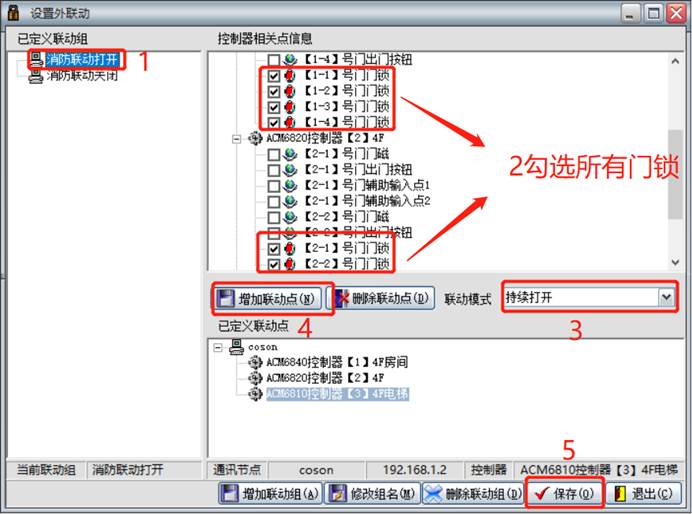 设置外联动
已定义联动组
消防联动打开
消防联动关闭
1
控制器相关点信息
【1-4】号门出门按钮
【1-1】号门门锁
【1-2】号门门锁
【1-3】号门门锁
【1-4】号门门锁
ACM6820控制器【2】4F
【2-1】号门门磁
【2-1】号门出门按钮
【2-1】号门辅助输入点1
【2-1】号门辅助输入点2
【2-2】号门门磁
【2-2】号门出门按钮
【2-1】号门门锁
【2-2】号门门锁
2勾选所有门锁
增加联动点(N)
删除联动点(D)
联动模式
持续打开
4
3
已定义联动点
coson
ACM6840控制器【1】4F房间
ACM6820控制器【2】4F
ACM6810控制器【3】4F电梯
5
当前联动组
消防联动打开
通讯节点
coson
192.168.1.2
控制器
ACM6810控制器【3】4F电梯
增加联动组(A)
修改组名(M)
删除联动组(D)
保存(O)
退出(C)